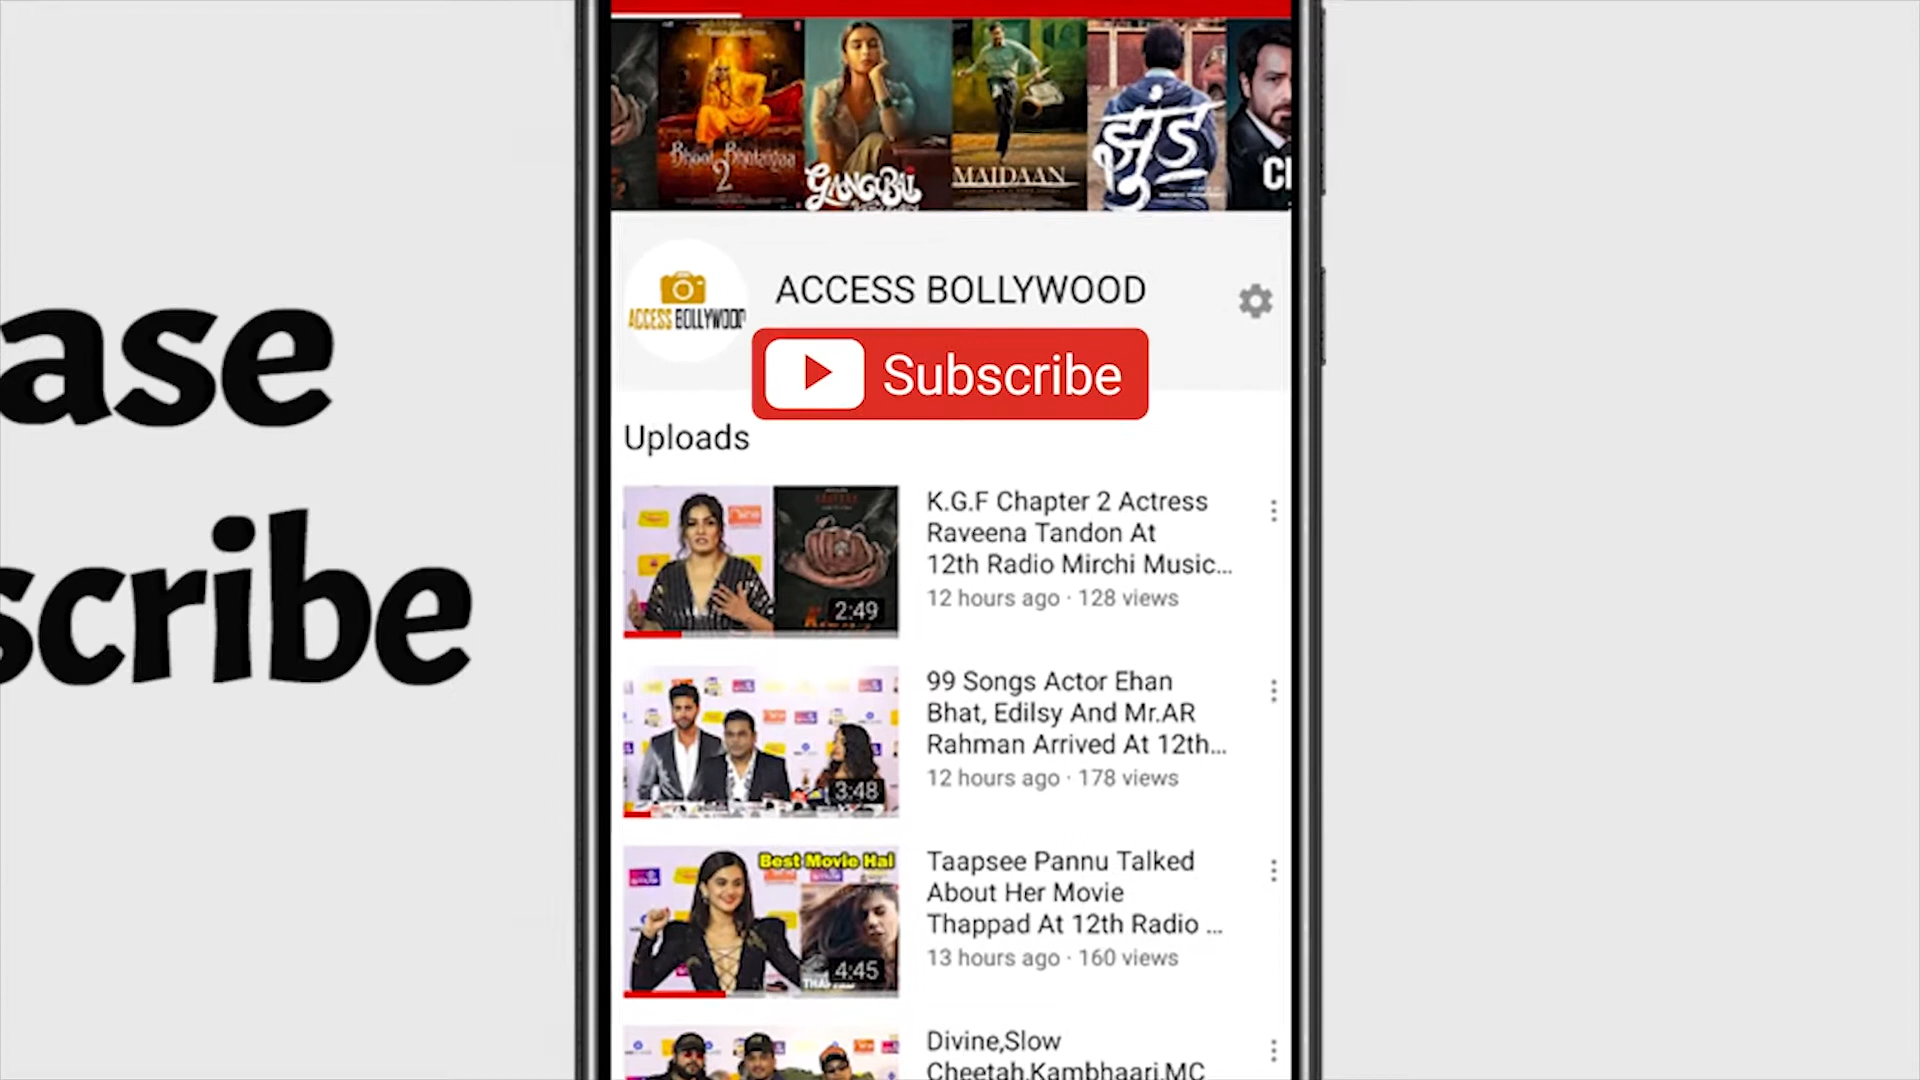 ase
scribe
Bhool Bhulaiyaa
2
GANGUBAI
MAIDAAN
झुंड
ACCESS BOLLYWOOD
ACCESS BOLLYWOOD
Subscribe
Uploads
K.G.F Chapter 2 Actress
Raveena Tandon At
12th Radio Mirchi Music...
12 hours ago · 128 views
2:49
99 Songs Actor Ehan
Bhat, Edilsy And Mr.AR
Rahman Arrived At 12th...
12 hours ago · 178 views
3:48
Best Movie Hai
Taapsee Pannu Talked
About Her Movie
Thappad At 12th Radio ...
13 hours ago · 160 views
4:45
Divine,Slow
Cheetah,Kambhaari,MC